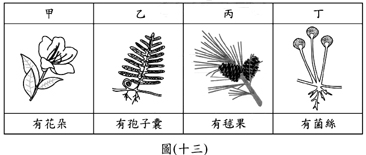 甲 乙 丙 丁
有花朵 有孢子囊 有毬果 有菌絲
圖(十三)